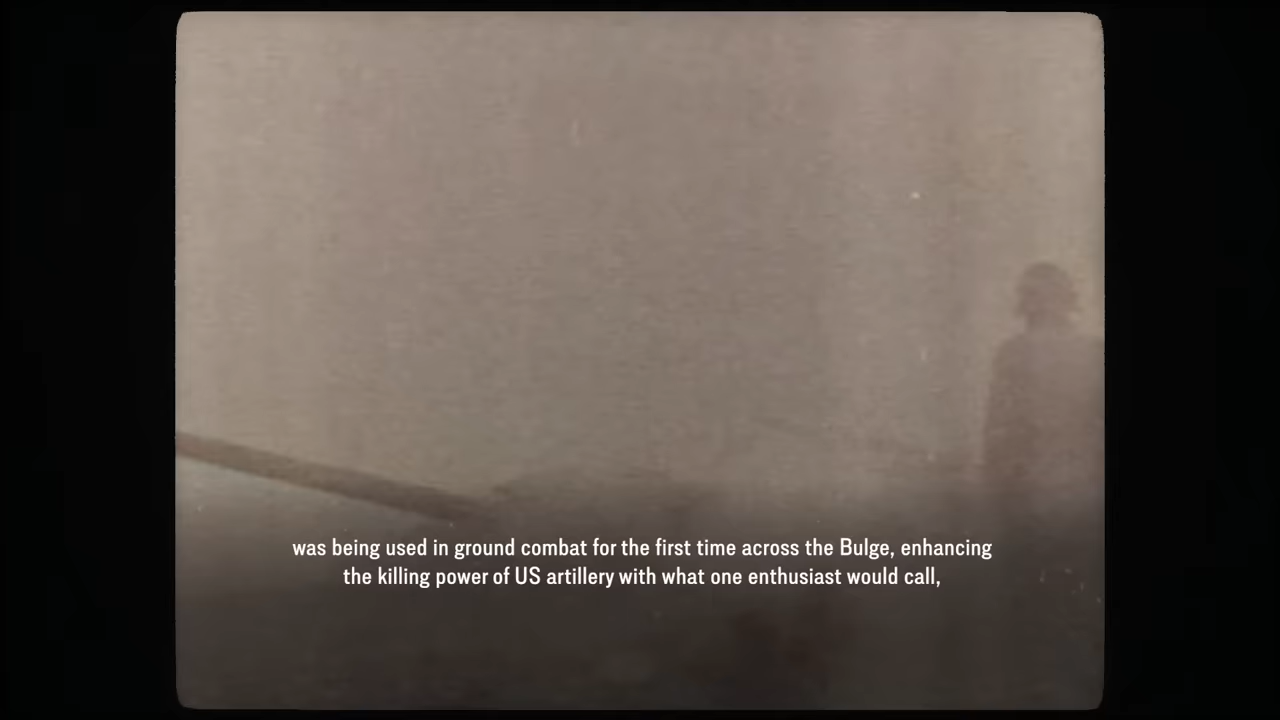 was being used in ground combat for the first time across the Bulge, enhancing
the killing power of US artillery with what one enthusiast would call,